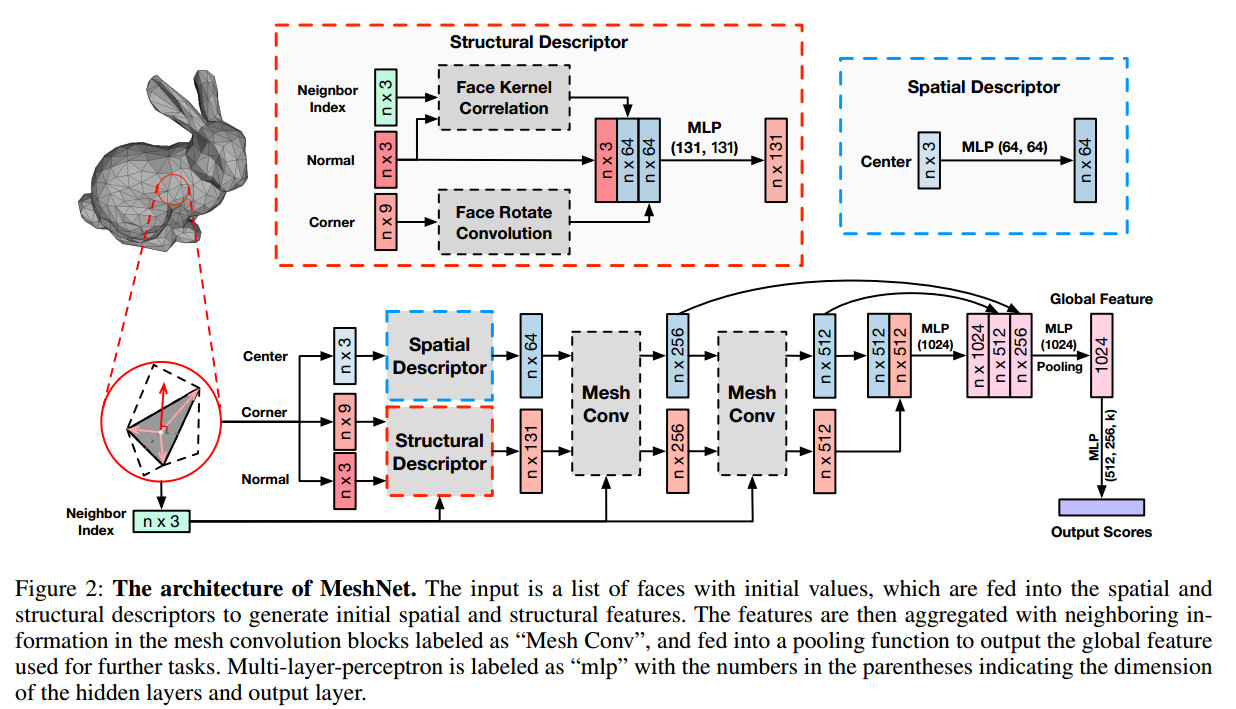 Structural Descriptor
Neignbor
Index
n x 3
Face Kernel
Correlation
Normal
n x 3
n x 3
n x 64
n x 64
MLP
(131, 131)
n x 131
Corner
n x 9
Face Rotate
Convolution
Spatial Descriptor
Center
n x 3
MLP (64, 64)
n x 64
Center
n x 3
Spatial
Descriptor
n x 64
Corner
n x 9
Normal
n x 3
Structural
Descriptor
n x 131
Mesh
Conv
n x 256
n x 256
Mesh
Conv
n x 512
n x 512
n x 512
n x 512
MLP
(1024)
n x 1024
n x 512
n x 256
MLP
(1024)
Pooling
Global Feature
1024
MLP
(512, 256, k)
Output Scores
Neighbor
Index
n x 3
Figure 2: The architecture of MeshNet. The input is a list of faces with initial values, which are fed into the spatial and
structural descriptors to generate initial spatial and structural features. The features are then aggregated with neighboring in-
formation in the mesh convolution blocks labeled as “Mesh Conv”, and fed into a pooling function to output the global feature
used for further tasks. Multi-layer-perceptron is labeled as “mlp” with the numbers in the parentheses indicating the dimension
of the hidden layers and output layer.